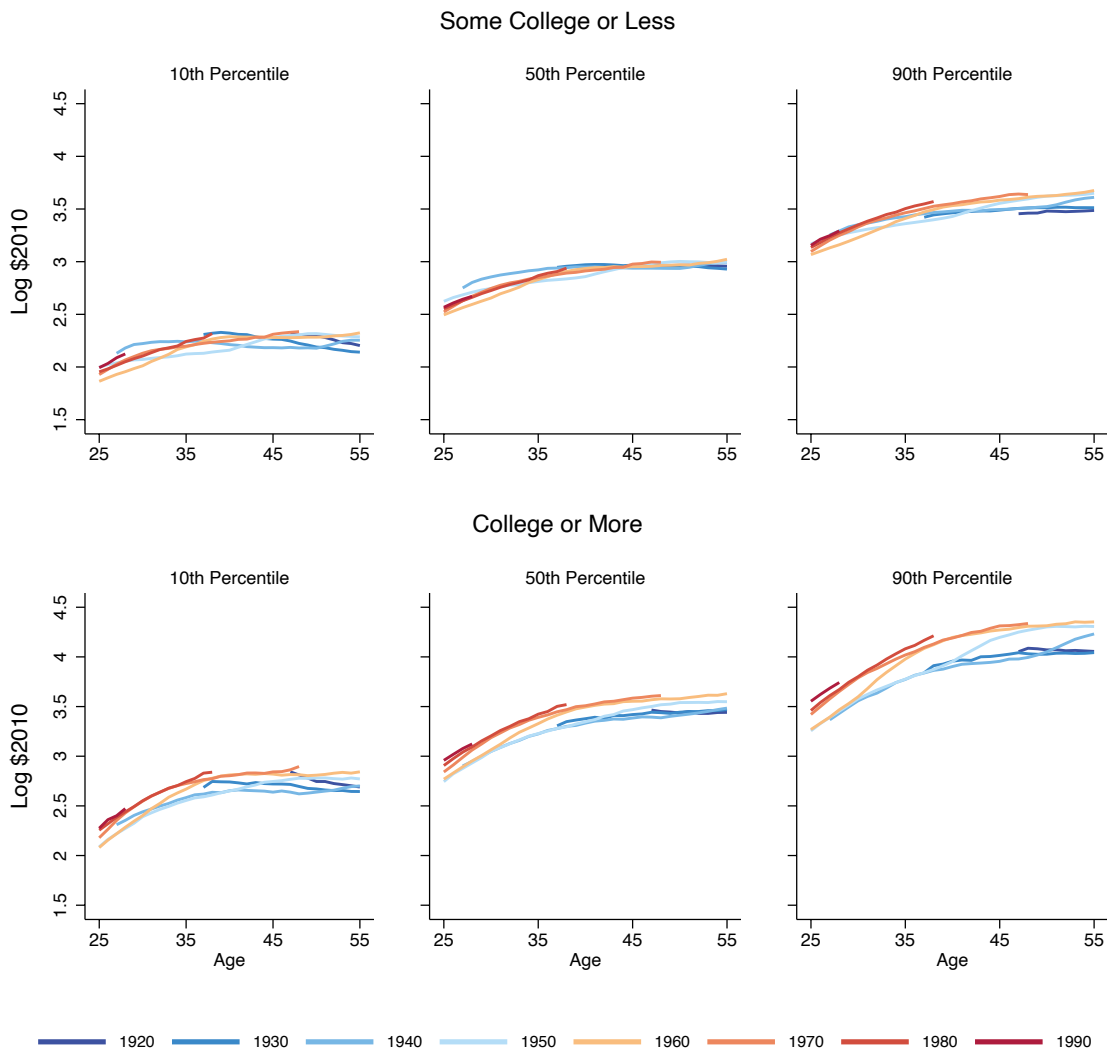 Some College or Less
10th Percentile 50th Percentile 90th Percentile
Log $2010
4.5
4
3.5
3
2.5
2
1.5
25 35 45 55 25 35 45 55 25 35 45 55
College or More
10th Percentile 50th Percentile 90th Percentile
Log $2010
4.5
4
3.5
3
2.5
2
1.5
25 35 45 55 25 35 45 55 25 35 45 55
Age Age Age
1920 1930 1940 1950 1960 1970 1980 1990